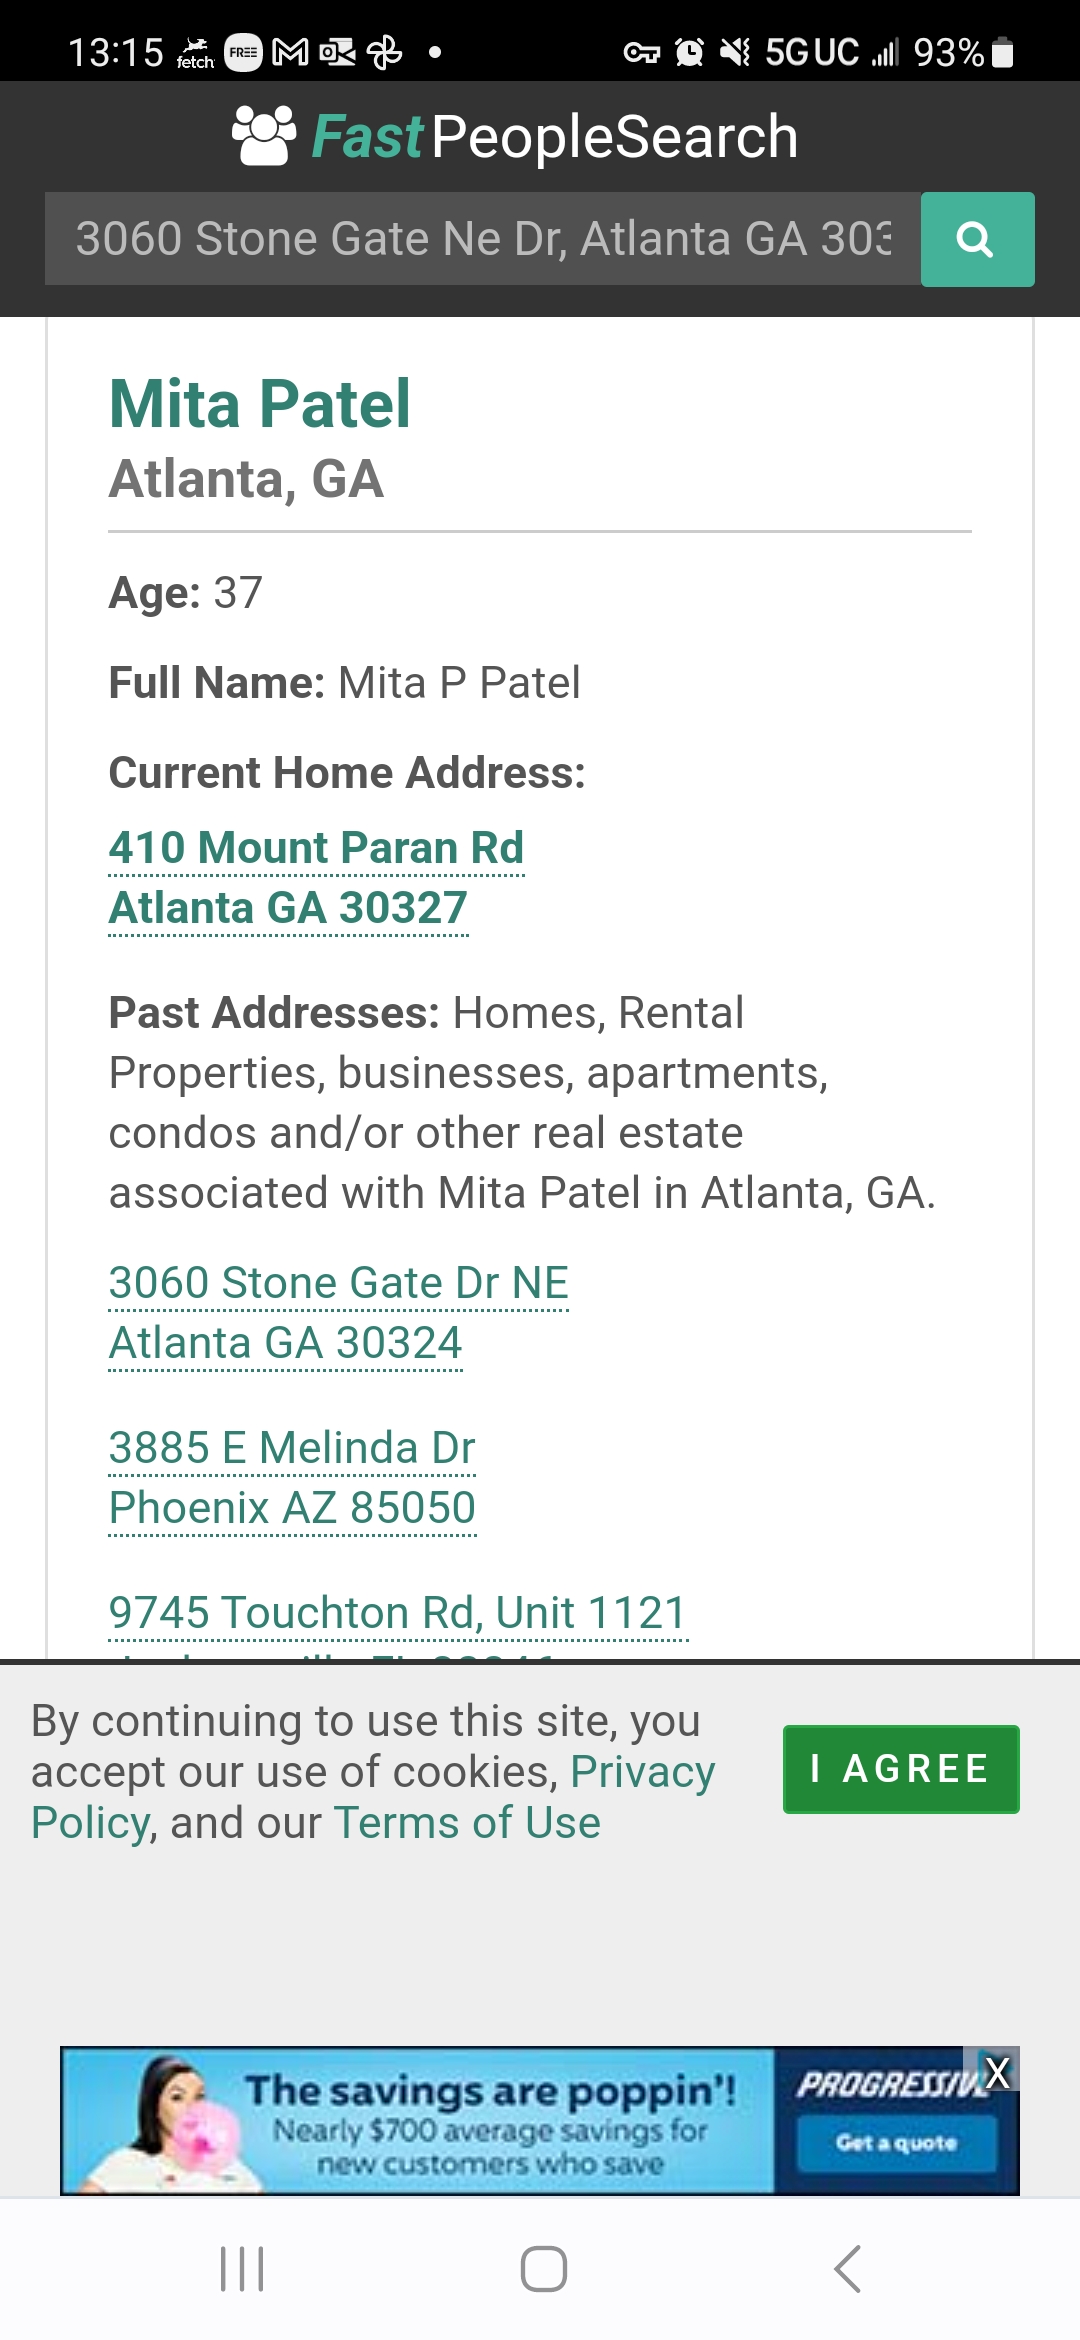 13:15 fetch FREE 5G UC 93%
FastPeopleSearch
3060 Stone Gate Ne Dr, Atlanta GA 303
Mita Patel
Atlanta, GA
Age: 37
Full Name: Mita P Patel
Current Home Address:
410 Mount Paran Rd
Atlanta GA 30327
Past Addresses: Homes, Rental
Properties, businesses, apartments,
condos and/or other real estate
associated with Mita Patel in Atlanta, GA.
3060 Stone Gate Dr NE
Atlanta GA 30324
3885 E Melinda Dr
Phoenix AZ 85050
9745 Touchton Rd, Unit 1121
By continuing to use this site, you
accept our use of cookies, Privacy
Policy, and our Terms of Use
I AGREE
The savings are poppin'!
Nearly $700 average savings for
new customers who save
PROGRESSIVE
X
Get a quote